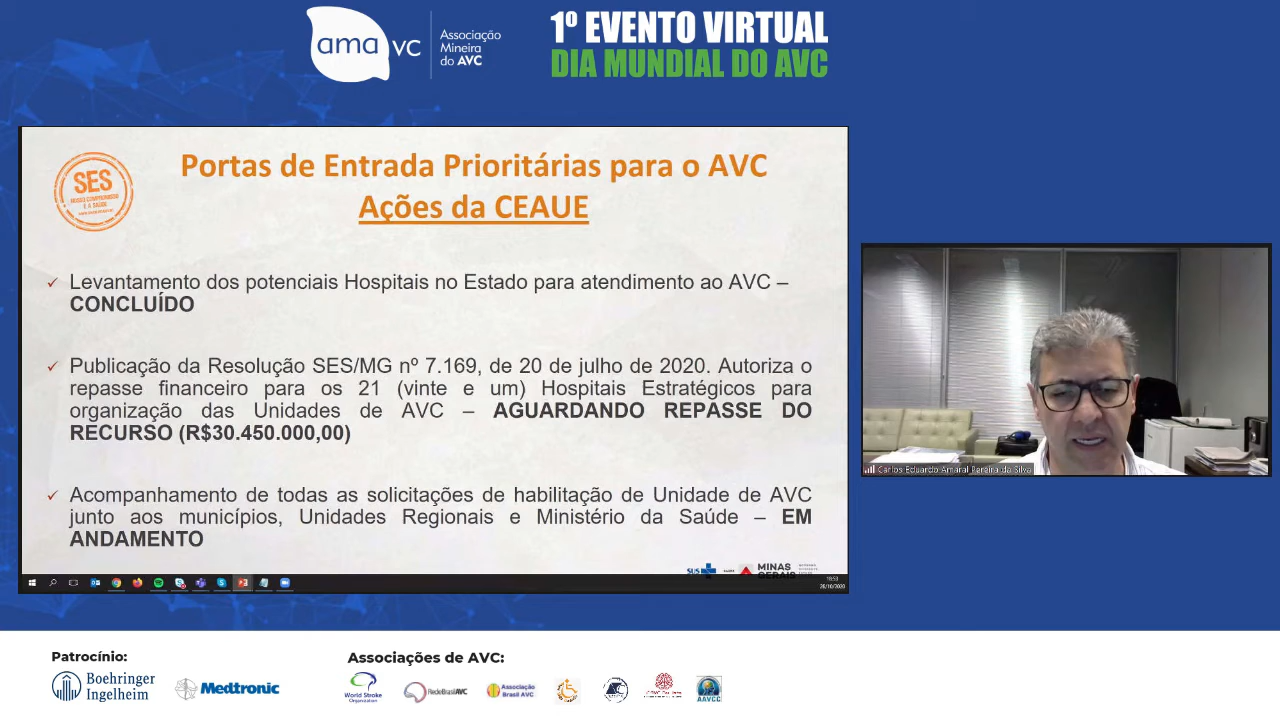 ama VC
Associação
Mineira
do AVC
1º EVENTO VIRTUAL
DIA MUNDIAL DO AVC
SES
Portas de Entrada Prioritárias para o AVC
Ações da CEAUE
Levantamento dos potenciais Hospitais no Estado para atendimento ao AVC –
CONCLUÍDO
Publicação da Resolução SES/MG nº 7.169, de 20 de julho de 2020. Autoriza o
repasse financeiro para os 21 (vinte e um) Hospitais Estratégicos para
organização das Unidades de AVC – AGUARDANDO REPASSE DO
RECURSO (R$30.450.000,00)
Acompanhamento de todas as solicitações de habilitação de Unidade de AVC
junto aos municípios, Unidades Regionais e Ministério da Saúde – EM
ANDAMENTO
SUS
MINAS
GERAIS
28/10/2020
Carlos Eduardo Amaral Pereira da Silva
Patrocínio:
Boehringer
Ingelheim
Medtronic
Associações de AVC:
World Stroke
Organization
RedeBrasilAVC
Associação
Brasil AVC
AAVCC